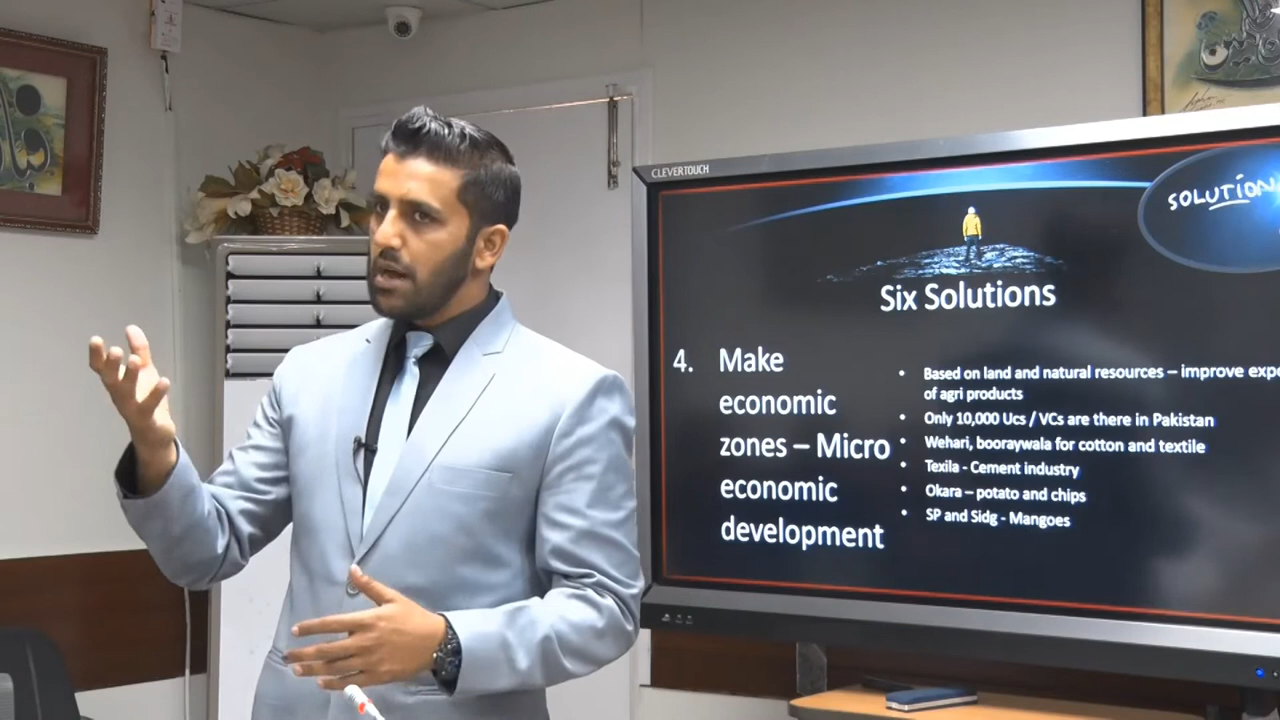 CLEVERTOUCH
SOLUTION
Six Solutions
4. Make
economic
zones – Micro
economic
development
• Based on land and natural resources – improve
of agri products
• Only 10,000 Ucs / VCs are there in Pakistan
• Wehari, booraywala for cotton and textile
• Texila - Cement industry
• Okara – potato and chips
• SP and Sidg - Mangoes